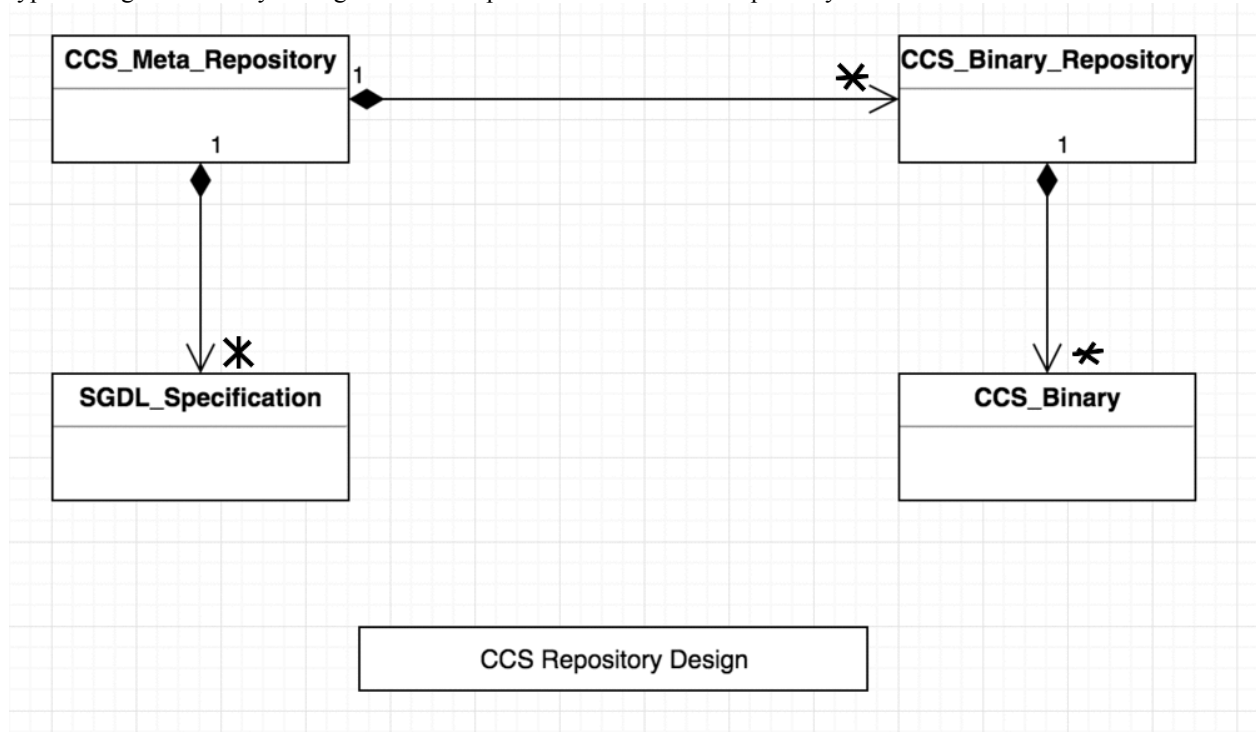 CCS_Meta_Repository
1
*
CCS_Binary_Repository
1
1
*
*
SGDL_Specification
CCS_Binary
CCS Repository Design